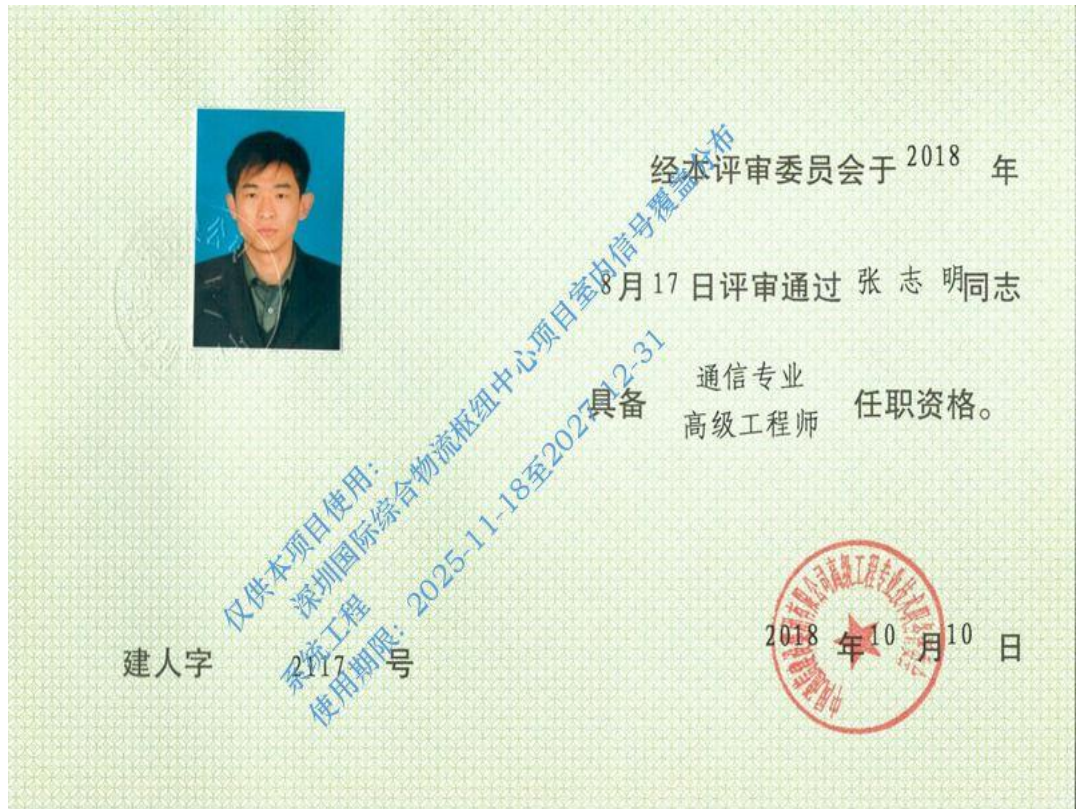 经本评审委员会于 2018 年
8月17日评审通过 张志明同志
具备 通信专业 任职资格。
高级工程师
仅供本项目使用:
深圳国际综合物流枢纽中心项目室内信号覆盖分布
系统工程
使用期限: 2025-11-18至2027-12-31
建人字 2117 号
2018 年 10 月 10 日